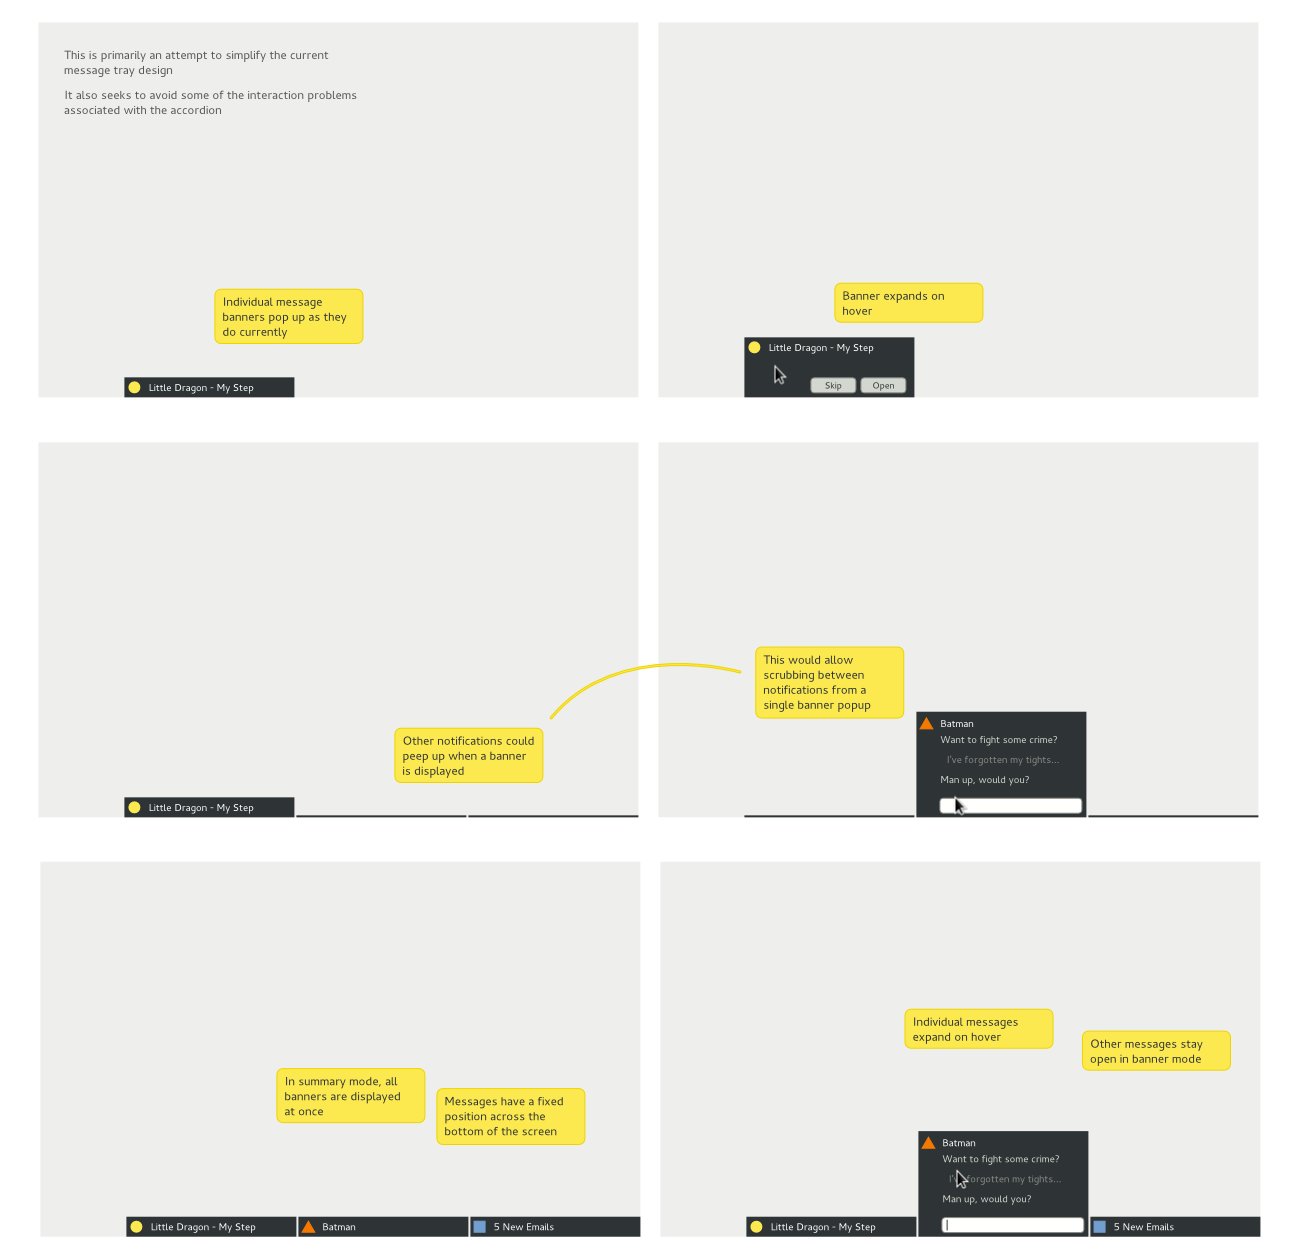 This is primarily an attempt to simplify the current
message tray design
It also seeks to avoid some of the interaction problems
associated with the accordion
Individual message
banners pop up as they
do currently
Little Dragon - My Step
Banner expands on
hover
Little Dragon - My Step
Skip
Open
Other notifications could
peep up when a banner
is displayed
Little Dragon - My Step
This would allow
scrubbing between
notifications from a
single banner popup
Batman
Want to fight some crime?
I've forgotten my tights...
Man up, would you?
In summary mode, all
banners are displayed
at once
Messages have a fixed
position across the
bottom of the screen
Little Dragon - My Step
Batman
5 New Emails
Individual messages
expand on hover
Other messages stay
open in banner mode
Batman
Want to fight some crime?
I've forgotten my tights...
Man up, would you?
Little Dragon - My Step
5 New Emails